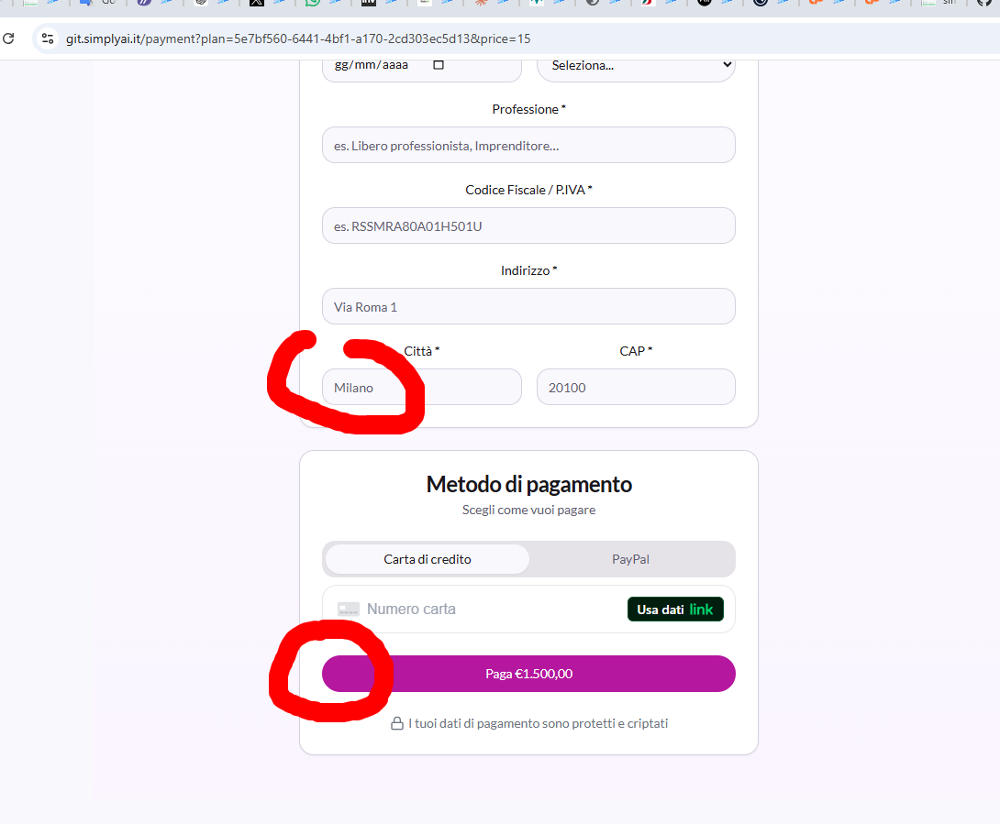 git.simplyai.it/payment?plan=5e7bf560-6441-4bf1-a170-2cd303ec5d13&price=15
gg/mm/aaaa
Seleziona...
Professione *
es. Libero professionista, Imprenditore...
Codice Fiscale / P.IVA *
es. RSSMRA80A01H501U
Indirizzo *
Via Roma 1
Città *
CAP *
Milano
20100
Metodo di pagamento
Scegli come vuoi pagare
Carta di credito
PayPal
Numero carta
Usa dati link
Paga €1.500,00
I tuoi dati di pagamento sono protetti e criptati